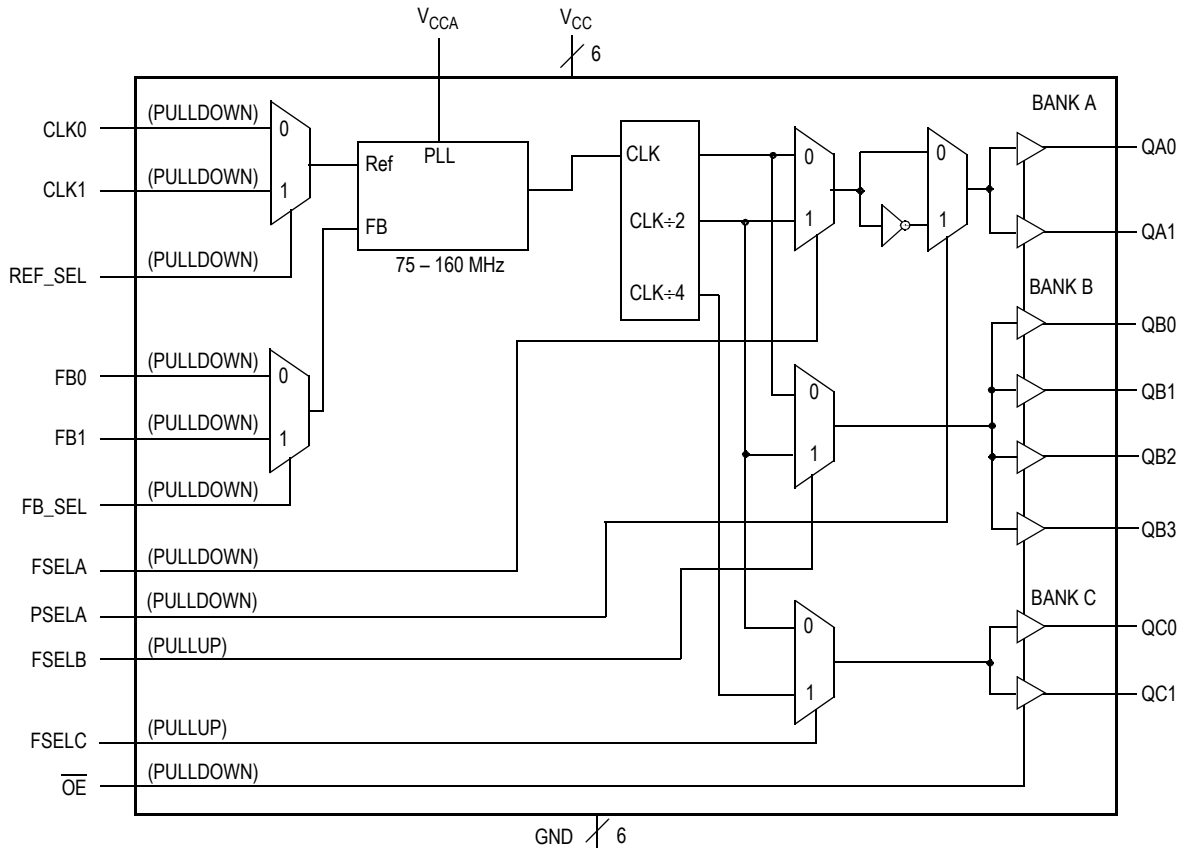 VCCA
VCC
6
(PULLDOWN)
BANK A
CLK0
0
CLK
0
0
QA0
Ref
PLL
(PULLDOWN)
CLK1
1
CLK÷2
1
1
FB
QA1
(PULLDOWN)
REF_SEL
75 – 160 MHz
CLK÷4
BANK B
QB0
(PULLDOWN)
FB0
0
0
QB1
(PULLDOWN)
FB1
1
1
QB2
(PULLDOWN)
FB_SEL
QB3
(PULLDOWN)
FSELA
(PULLDOWN)
PSELA
BANK C
0
QC0
(PULLUP)
FSELB
1
QC1
(PULLUP)
FSELC
(PULLDOWN)
OE
GND
6